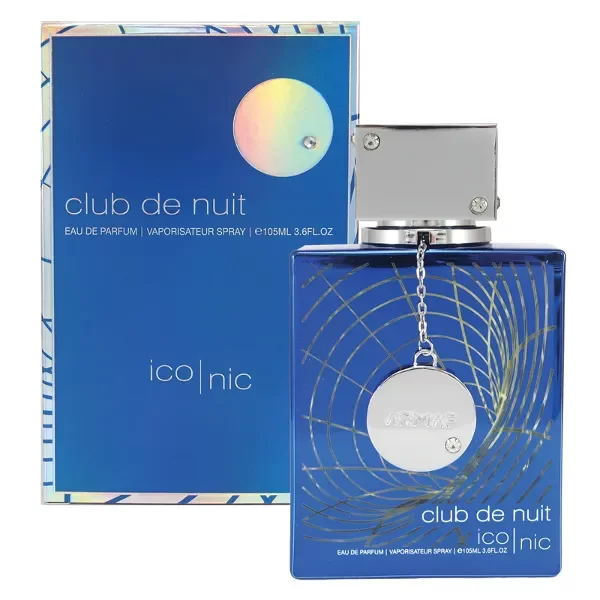 club de nuit
EAU DE PARFUM | VAPORISATEUR SPRAY | ℮105ML 3.6FL.OZ
ico|nic
ARMAF
club de nuit
ico|nic
EAU DE PARFUM | VAPORISATEUR SPRAY | ℮105ML 3.6FL.OZ